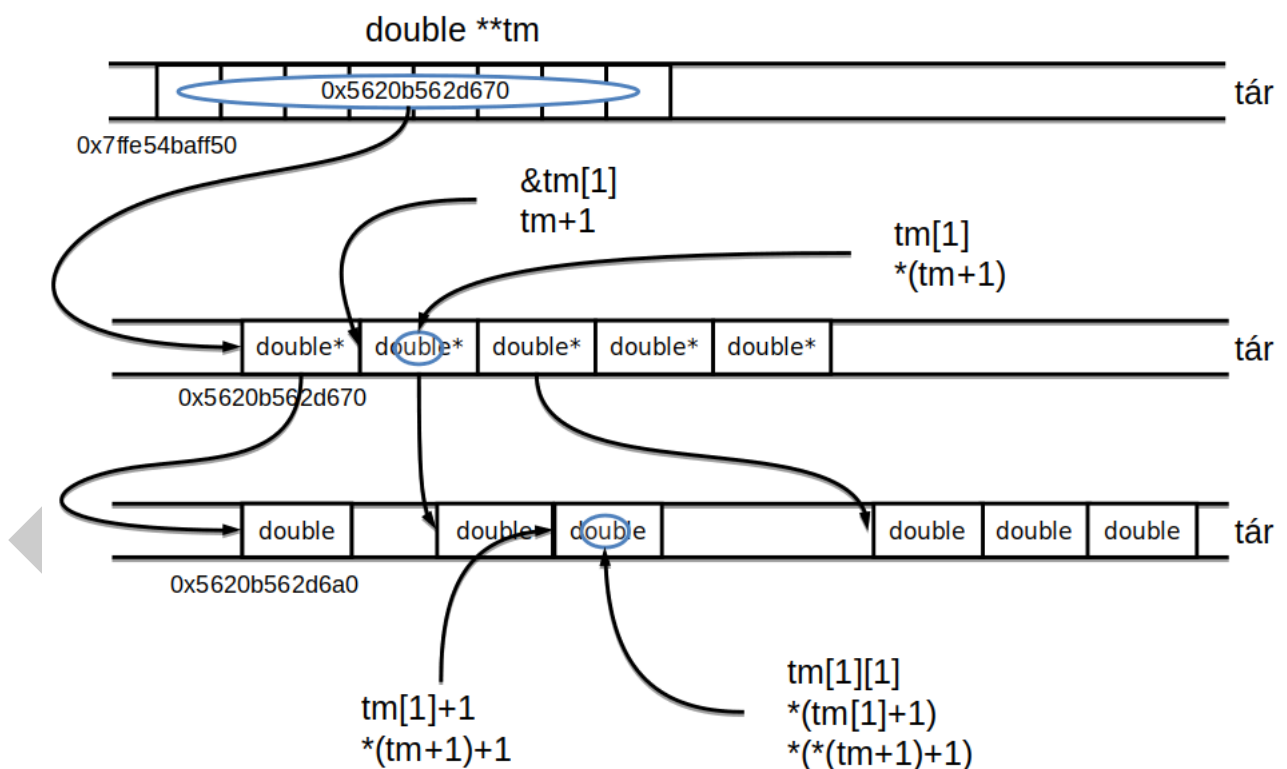 double **tm
0x5620b562d670
tár
0x7ffe54baff50
&tm[1]
tm+1
tm[1]
*(tm+1)
double* double* double* double* double*
tár
0x5620b562d670
double double double double double double
tár
0x5620b562d6a0
tm[1]+1
*(tm+1)+1
tm[1][1]
*(tm[1]+1)
*(*(tm+1)+1)